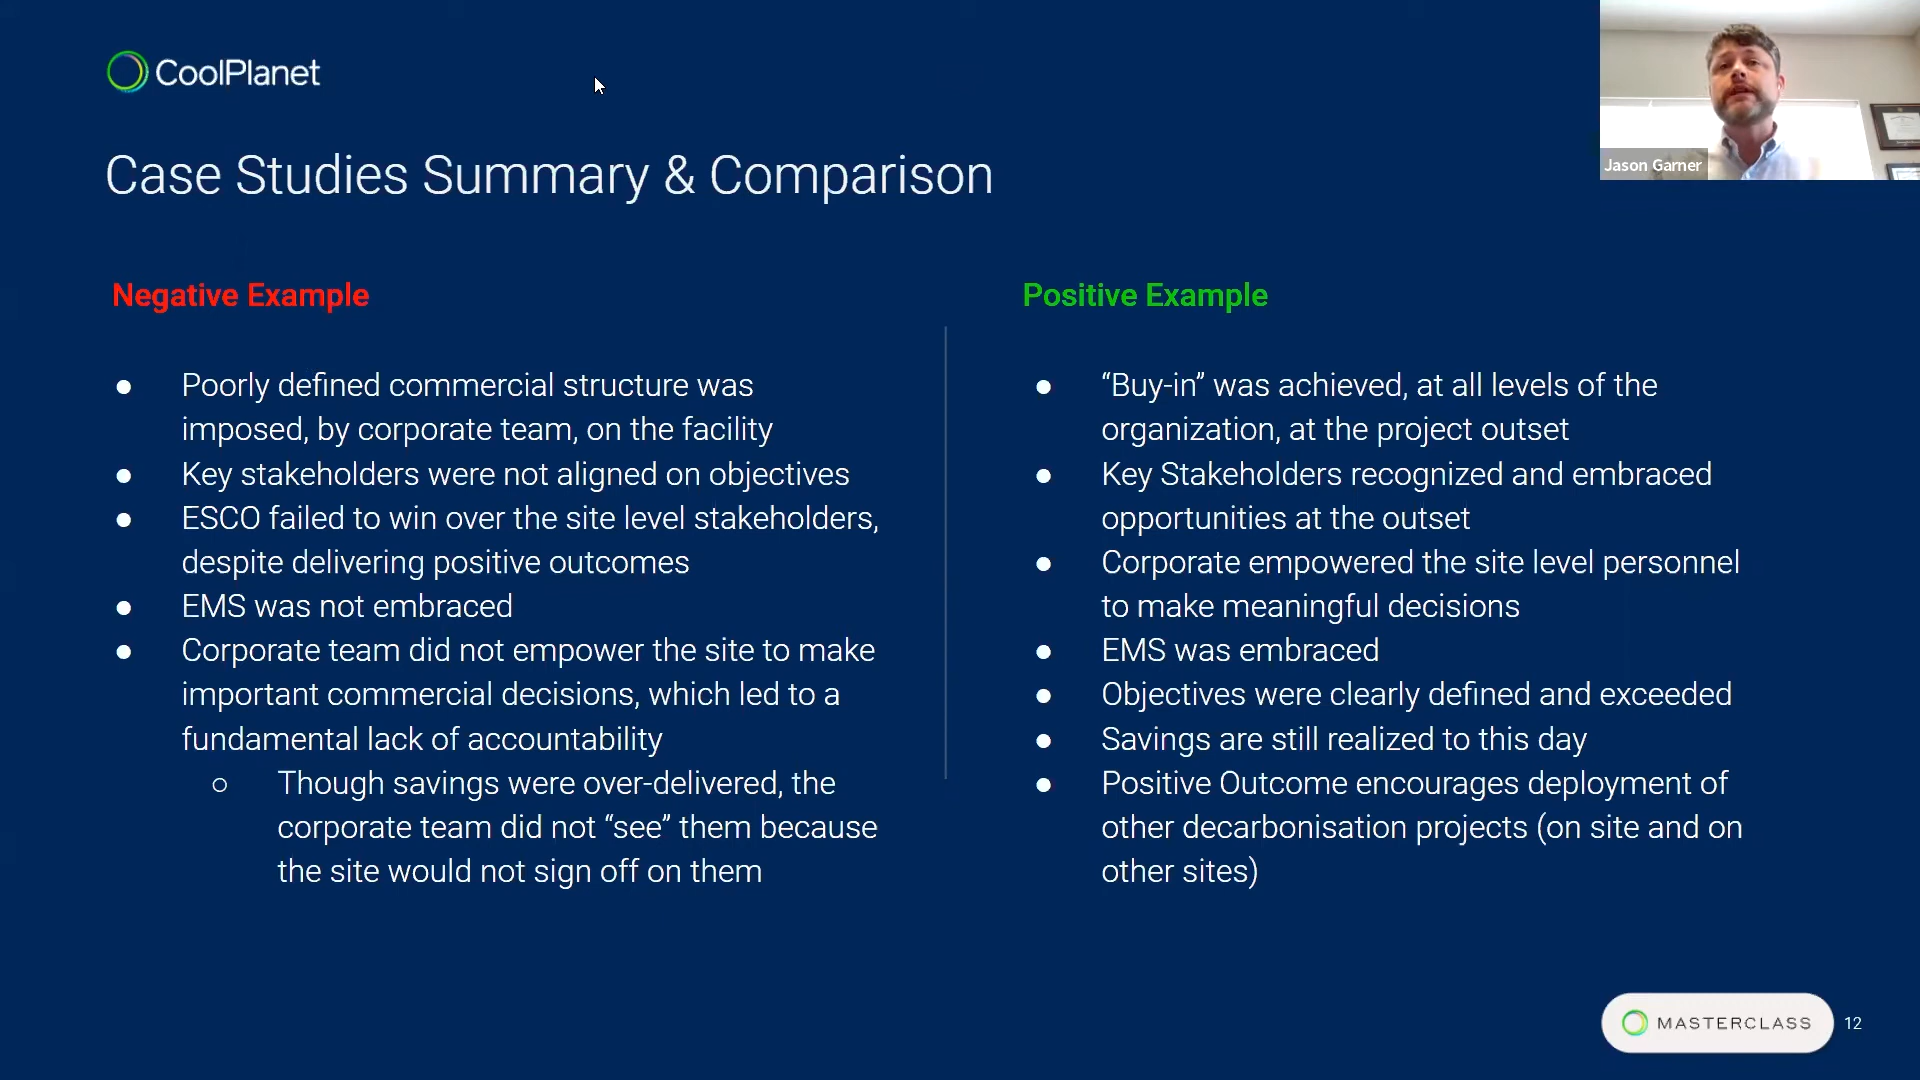 CoolPlanet
Jason Garner
Case Studies Summary & Comparison
Negative Example
● Poorly defined commercial structure was
imposed, by corporate team, on the facility
● Key stakeholders were not aligned on objectives
● ESCO failed to win over the site level stakeholders,
despite delivering positive outcomes
● EMS was not embraced
● Corporate team did not empower the site to make
important commercial decisions, which led to a
fundamental lack of accountability
○ Though savings were over-delivered, the
corporate team did not “see” them because
the site would not sign off on them
Positive Example
● “Buy-in” was achieved, at all levels of the
organization, at the project outset
● Key Stakeholders recognized and embraced
opportunities at the outset
● Corporate empowered the site level personnel
to make meaningful decisions
● EMS was embraced
● Objectives were clearly defined and exceeded
● Savings are still realized to this day
● Positive Outcome encourages deployment of
other decarbonisation projects (on site and on
other sites)
MASTERCLASS
12